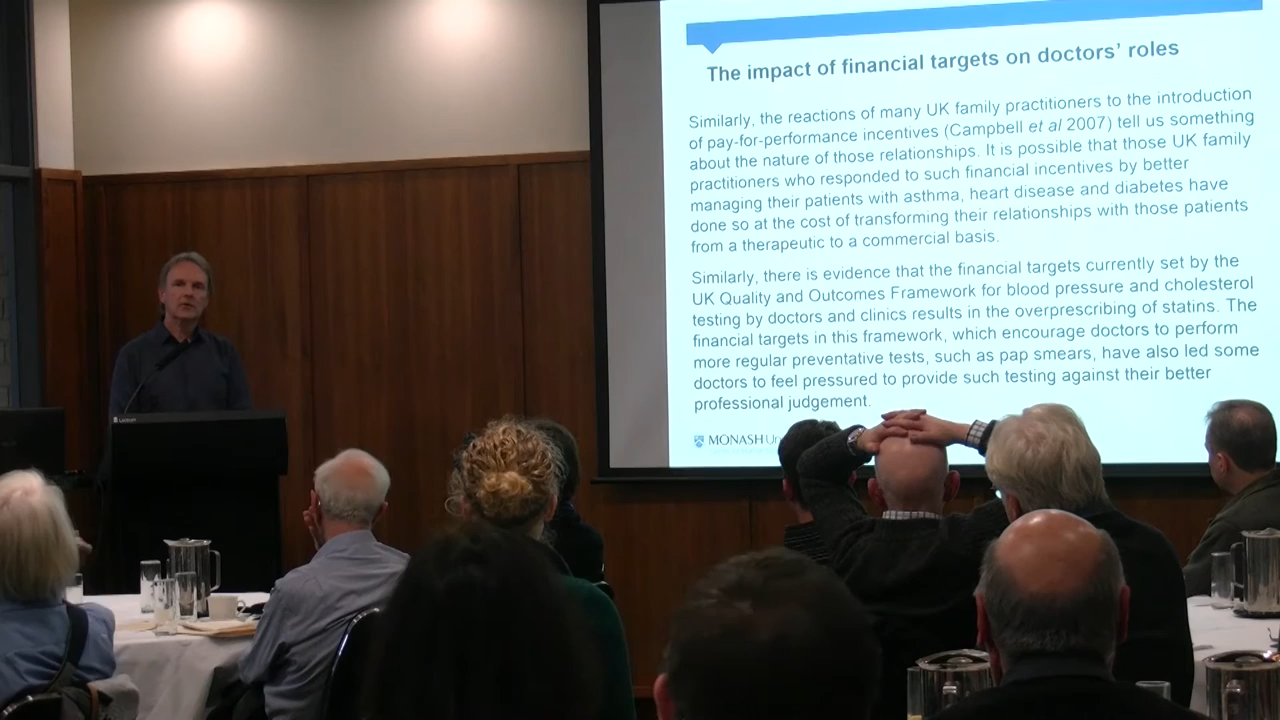 The impact of financial targets on doctors' roles
Similarly, the reactions of many UK family practitioners to the introduction
of pay-for-performance incentives (Campbell et al 2007) tell us something
about the nature of those relationships. It is possible that those UK family
practitioners who responded to such financial incentives by better
managing their patients with asthma, heart disease and diabetes have
done so at the cost of transforming their relationships with those patients
from a therapeutic to a commercial basis.
Similarly, there is evidence that the financial targets currently set by the
UK Quality and Outcomes Framework for blood pressure and cholesterol
testing by doctors and clinics results in the overprescribing of statins. The
financial targets in this framework, which encourage doctors to perform
more regular preventative tests, such as pap smears, have also led some
doctors to feel pressured to provide such testing against their better
professional judgement.
MONASH